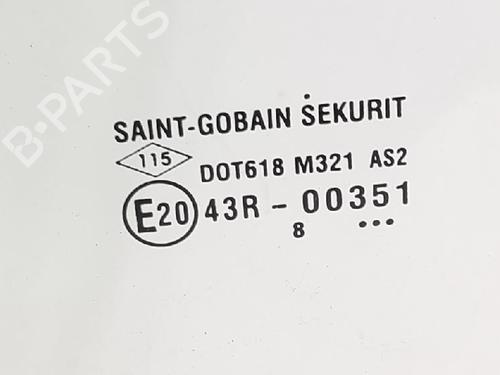 B-PARTS
SAINT-GOBAIN SEKURIT
115
DOT618 M321 AS2
E20 43R - 00351
8 ...